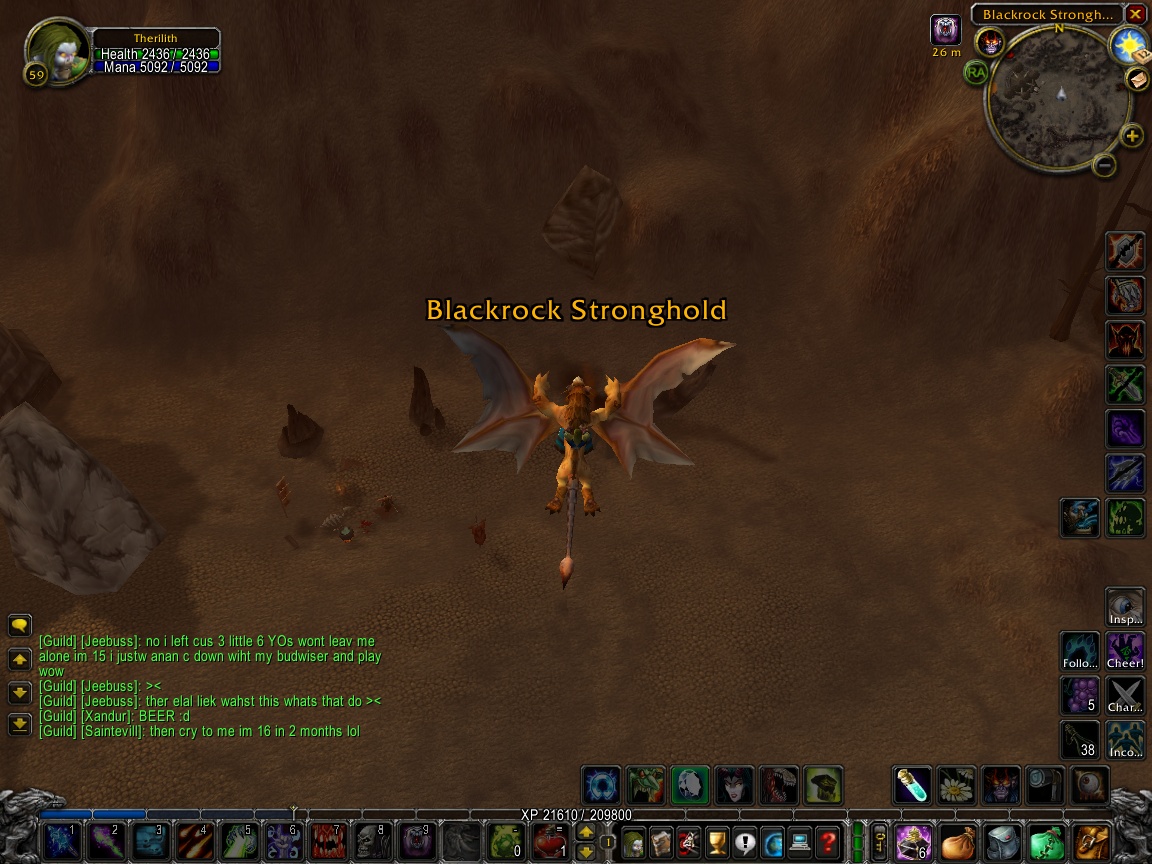 Therilith
Health 2436 / 2436
Mana 5092 / 5092
59
26 m
Blackrock Strongh...
N
RA
Blackrock Stronghold
[Guild] [Jeebuss]: no i left cus 3 little 6 YOs wont leav me
alone im 15 i justw anan c down wiht my budwiser and play
wow
[Guild] [Jeebuss]: ><
[Guild] [Jeebuss]: ther elal liek wahst this whats that do ><
[Guild] [Xandur]: BEER :d
[Guild] [Saintevill]: then cry to me im 16 in 2 months lol
Insp...
Follo...
Cheer!
5
Char...
38
Inco...
XP 21610 / 209800
1
2
3
4
5
6
7
8
9
0
-
1
=
1
6